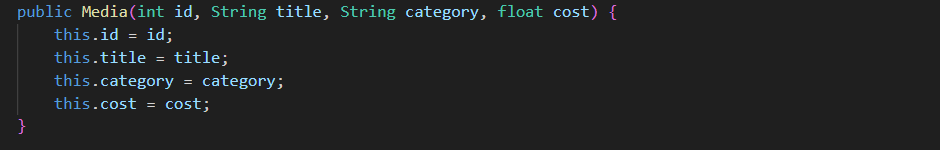 public Media(int id, String title, String category, float cost) {
    this.id = id;
    this.title = title;
    this.category = category;
    this.cost = cost;
}